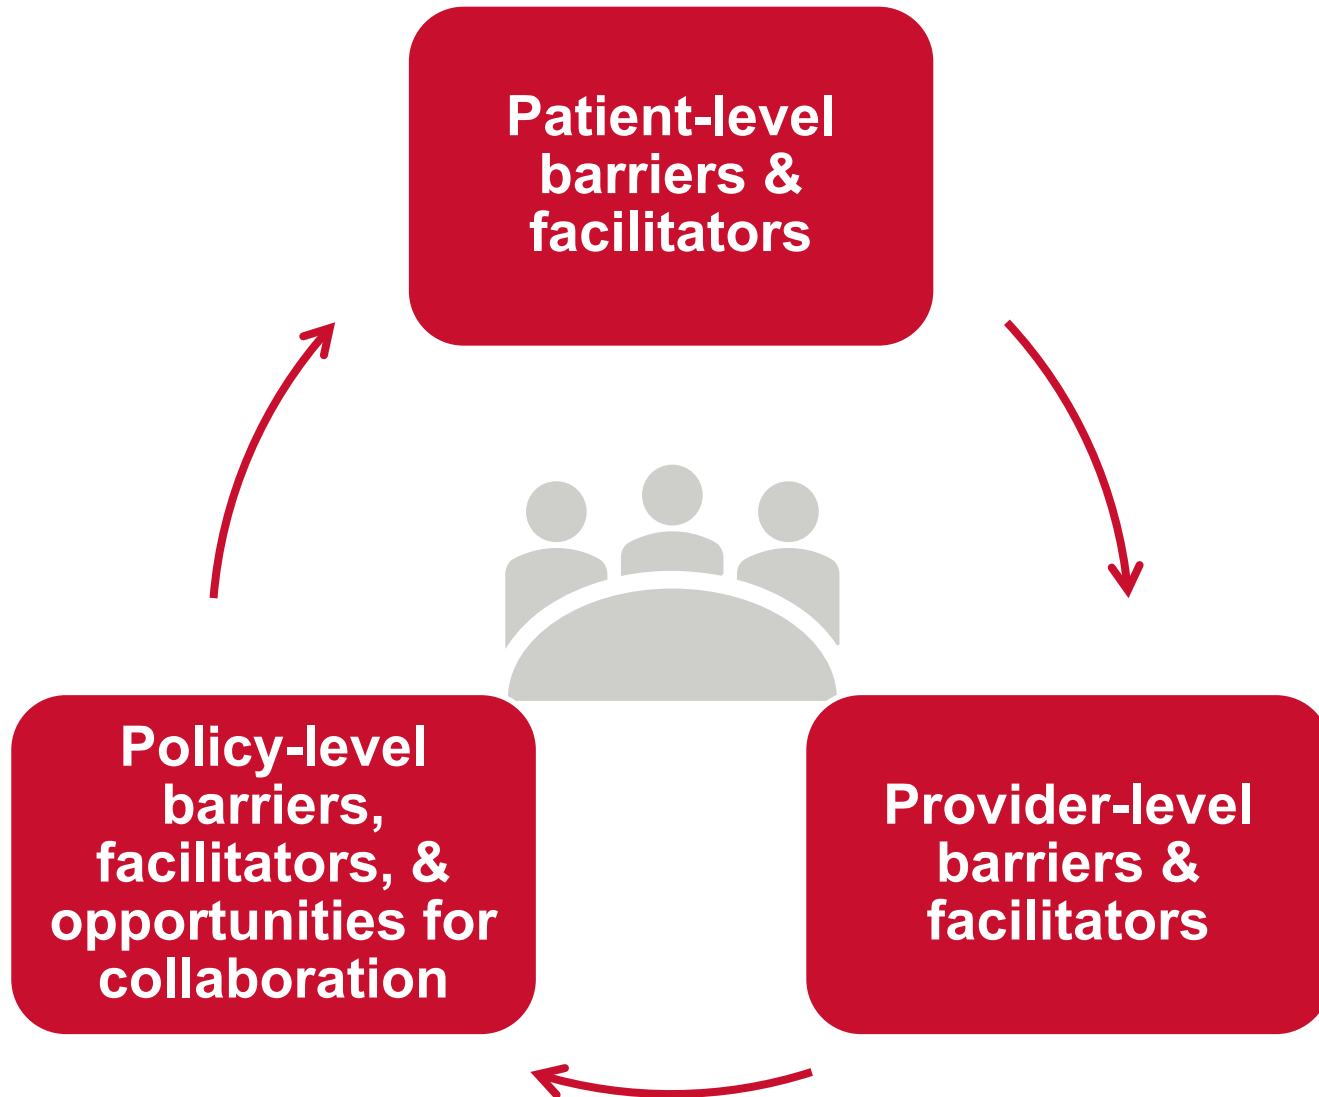 Patient-level
barriers &
facilitators
Policy-level
barriers,
facilitators, &
opportunities for
collaboration
Provider-level
barriers &
facilitators